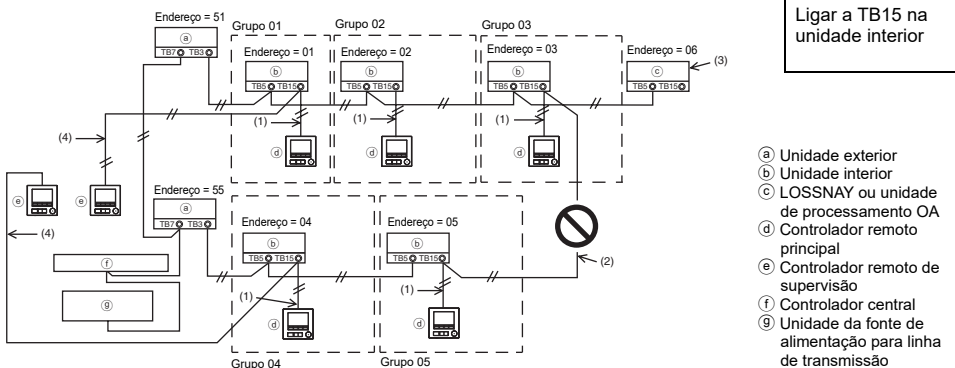 Endereço = 51
ⓐ
TB7 TB3
Grupo 01
Endereço = 01
ⓑ
TB5 TB15
(1)
ⓓ
Grupo 02
Endereço = 02
ⓑ
TB5 TB15
(1)
ⓓ
Grupo 03
Endereço = 03
ⓑ
TB5 TB15
(1)
ⓓ
Endereço = 06
ⓒ
TB5 TB15
(3)
Ligar a TB15 na
unidade interior
(4)
ⓔ
ⓔ
(4)
Endereço = 55
ⓐ
TB7 TB3
ⓕ
ⓖ
Endereço = 04
ⓑ
TB5 TB15
(1)
ⓓ
Grupo 04
Endereço = 05
ⓑ
TB5 TB15
(1)
ⓓ
Grupo 05
(2)
ⓐ Unidade exterior
ⓑ Unidade interior
ⓒ LOSSNAY ou unidade
de processamento OA
ⓓ Controlador remoto
principal
ⓔ Controlador remoto de
supervisão
ⓕ Controlador central
ⓖ Unidade da fonte de
alimentação para linha
de transmissão